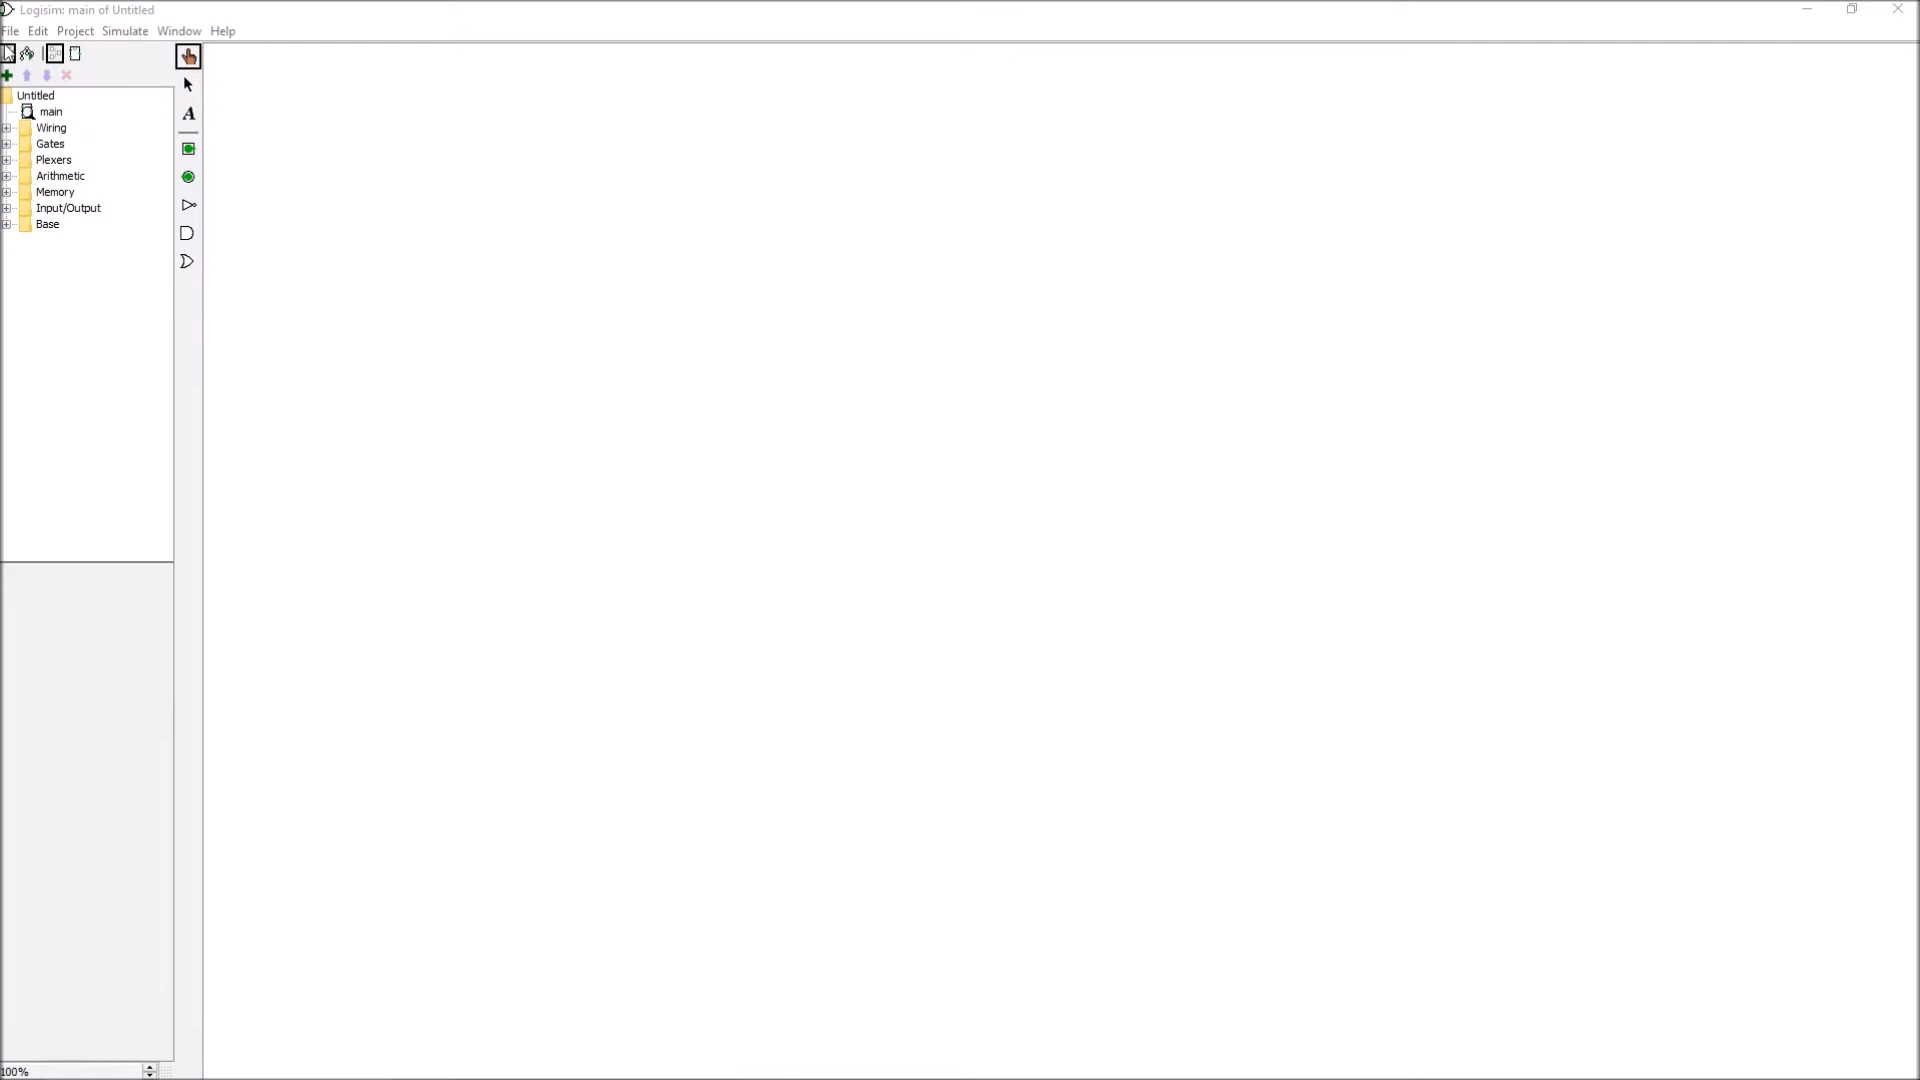 Logisim: main of Untitled
File Edit Project Simulate Window Help
A
Untitled
main
Wiring
Gates
Plexers
Arithmetic
Memory
Input/Output
Base
100%